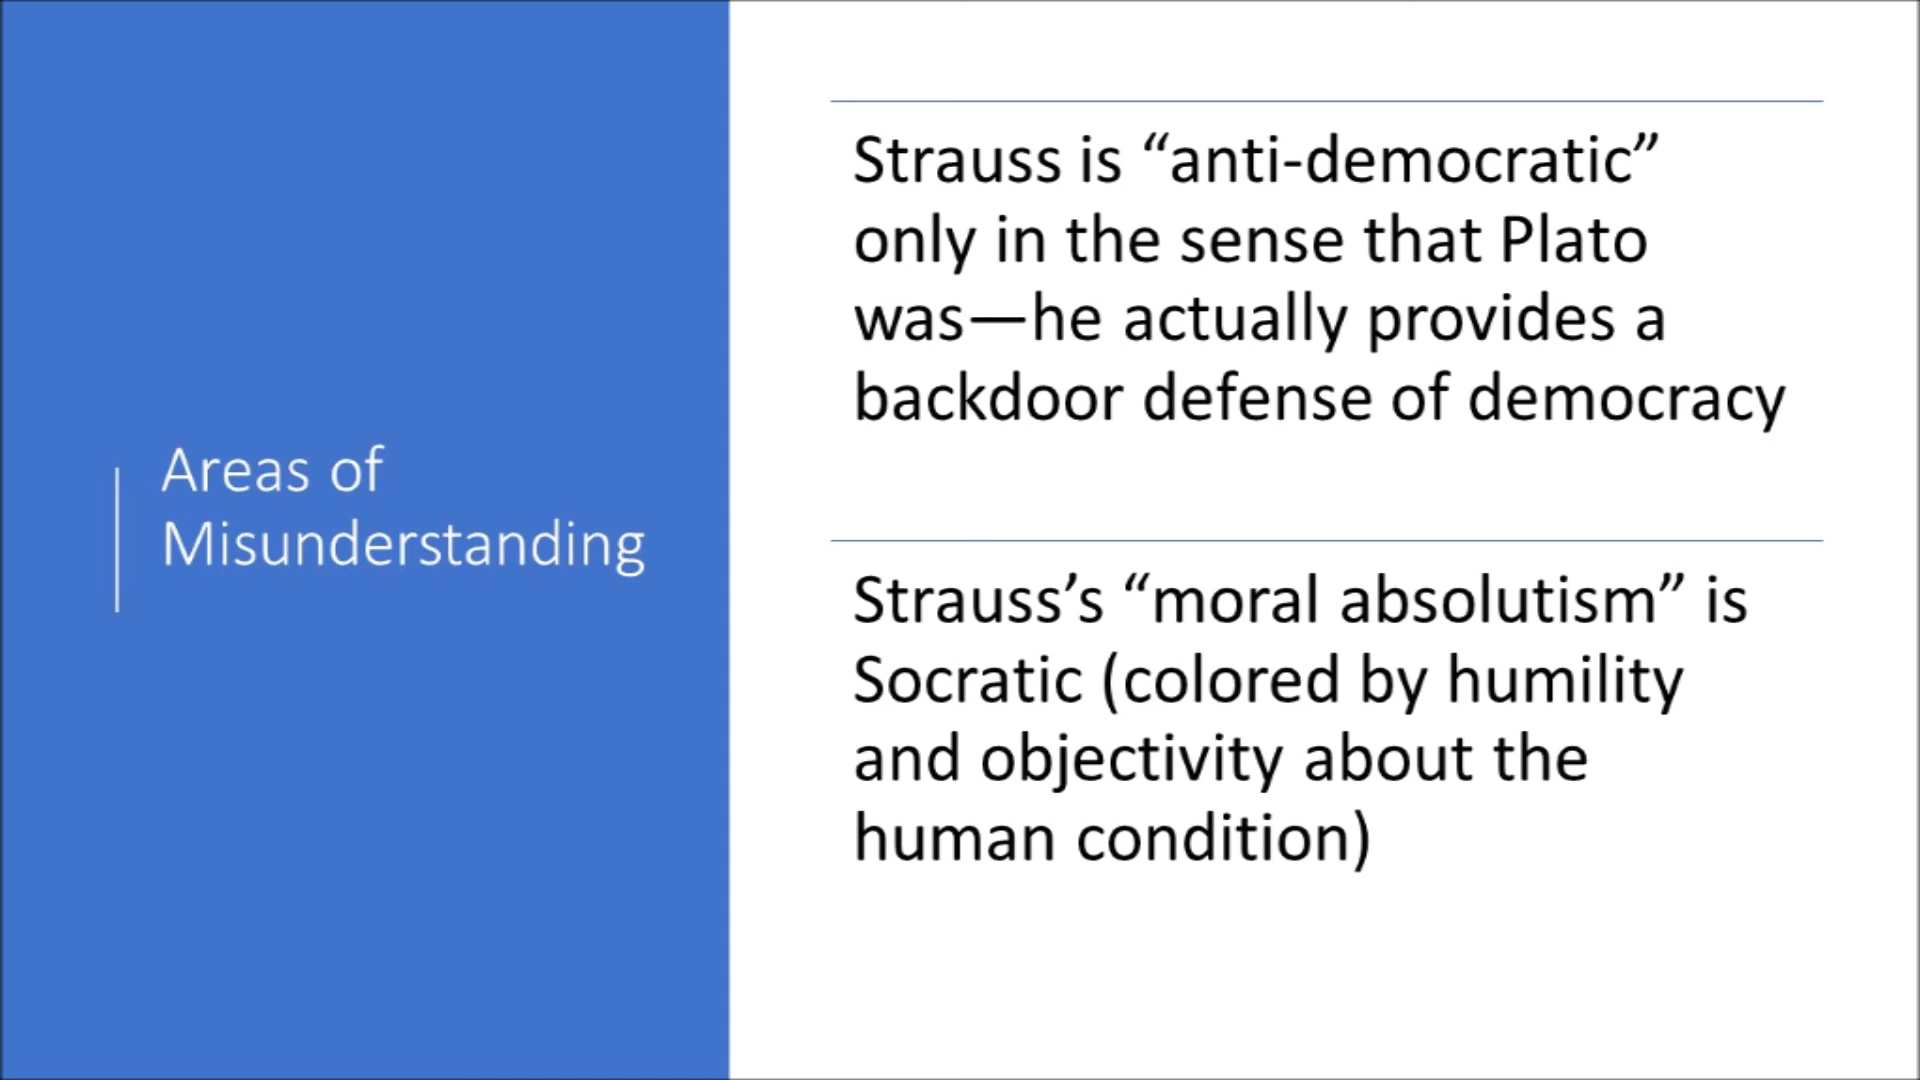 Areas of
Misunderstanding
Strauss is “anti-democratic”
only in the sense that Plato
was—he actually provides a
backdoor defense of democracy
Strauss’s “moral absolutism” is
Socratic (colored by humility
and objectivity about the
human condition)